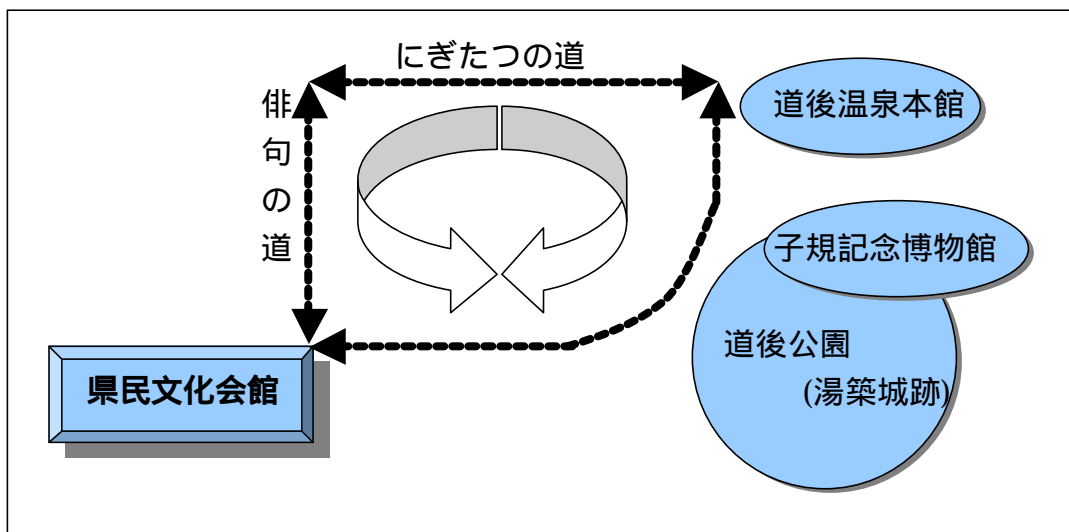 にぎたつの道
俳句の道
道後温泉本館
子規記念博物館
道後公園
(湯築城跡)
県民文化会館